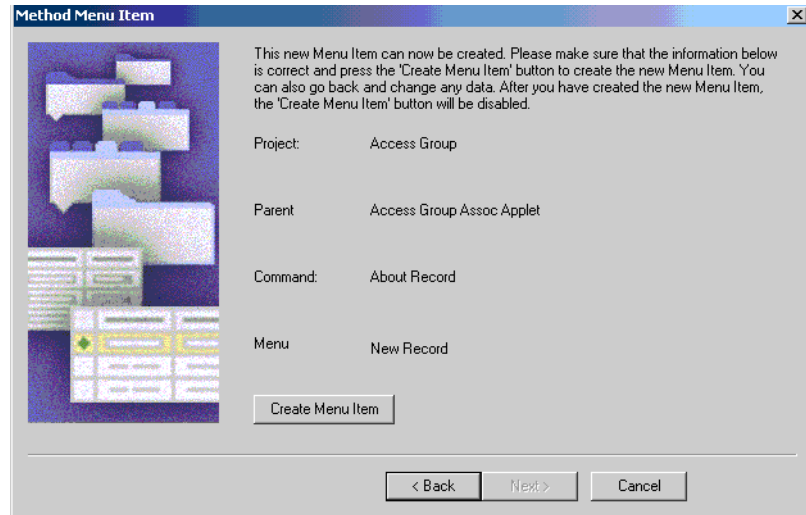 Method Menu Item
This new Menu Item can now be created. Please make sure that the information below
is correct and press the 'Create Menu Item' button to create the new Menu Item. You
can also go back and change any data. After you have created the new Menu Item,
the 'Create Menu Item' button will be disabled.
Project: Access Group
Parent Access Group Assoc Applet
Command: About Record
Menu New Record
Create Menu Item
< Back Next > Cancel